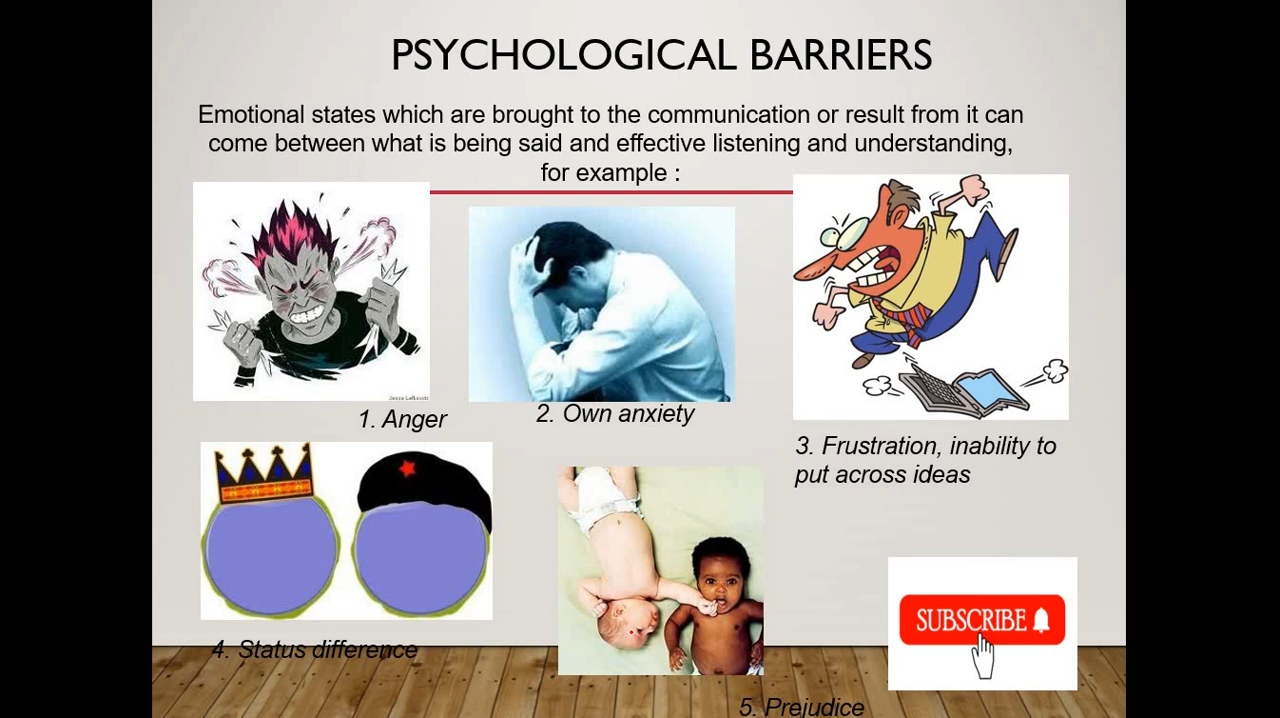 PSYCHOLOGICAL BARRIERS
Emotional states which are brought to the communication or result from it can
come between what is being said and effective listening and understanding,
for example :
1. Anger
2. Own anxiety
3. Frustration, inability to
put across ideas
4. Status difference
5. Prejudice
SUBSCRIBE